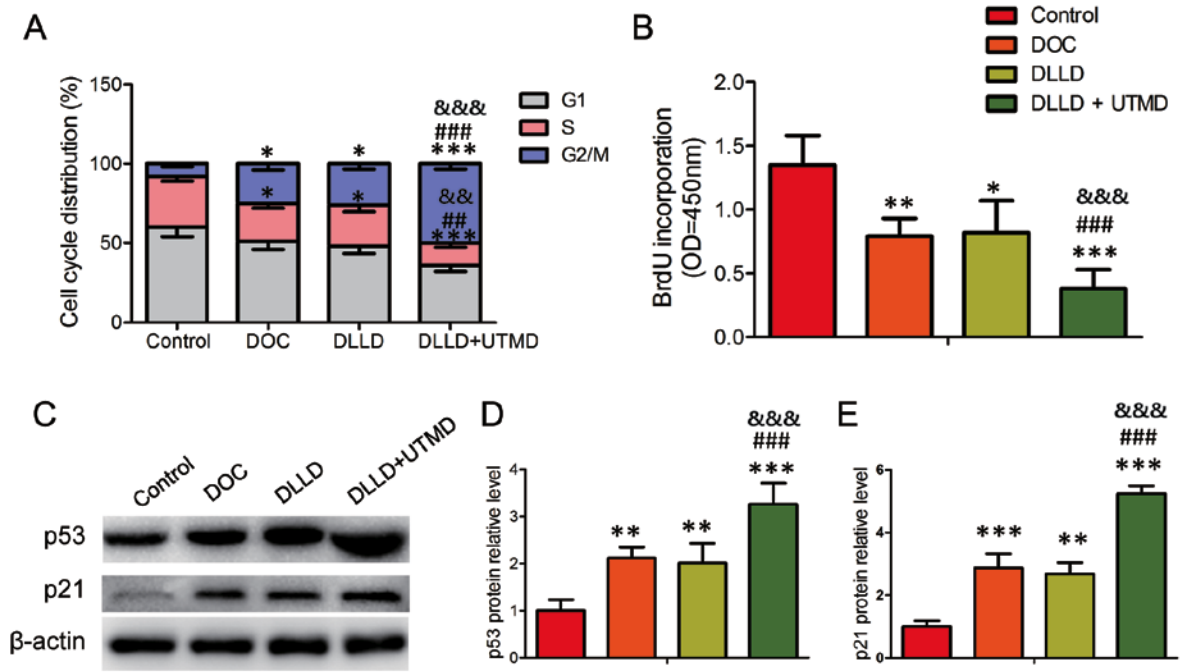 A
Cell cycle distribution (%)
150
100
50
0
&&&
###
***
*
*
*
*
&&
##
***
Control
DOC
DLLD
DLLD+UTMD
G1
S
G2/M
B
Control
DOC
DLLD
DLLD + UTMD
BrdU incorporation
(OD=450nm)
2.0
1.5
1.0
0.5
0.0
**
*
&&&
###
***
C
Control
DOC
DLLD
DLLD+UTMD
p53
p21
β-actin
D
p53 protein relative level
4
3
2
1
0
**
**
&&&
###
***
E
p21 protein relative level
6
4
2
0
***
**
&&&
###
***